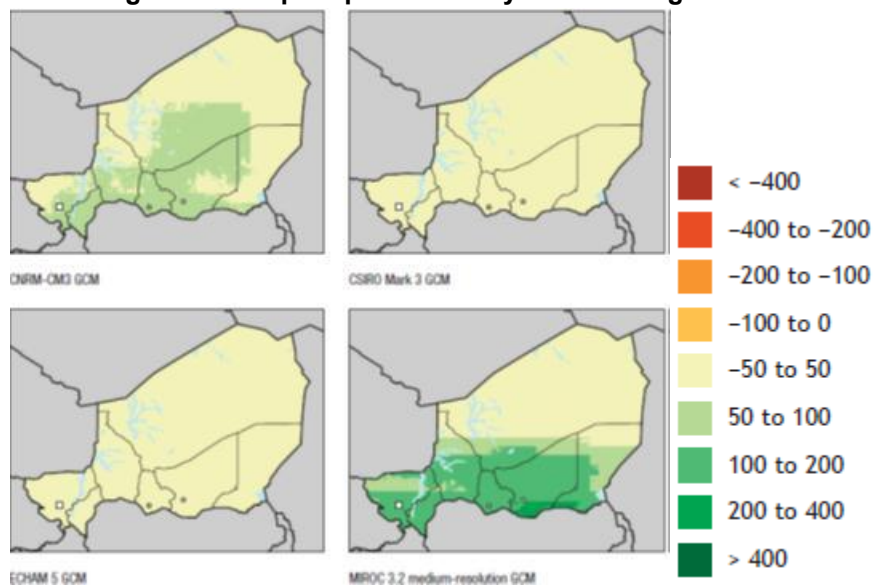 CNRM-CM3 GCM
CSIRO Mark 3 GCM
ECHAM 5 GCM
MIROC 3.2 medium-resolution GCM
< −400
−400 to −200
−200 to −100
−100 to 0
−50 to 50
50 to 100
100 to 200
200 to 400
> 400